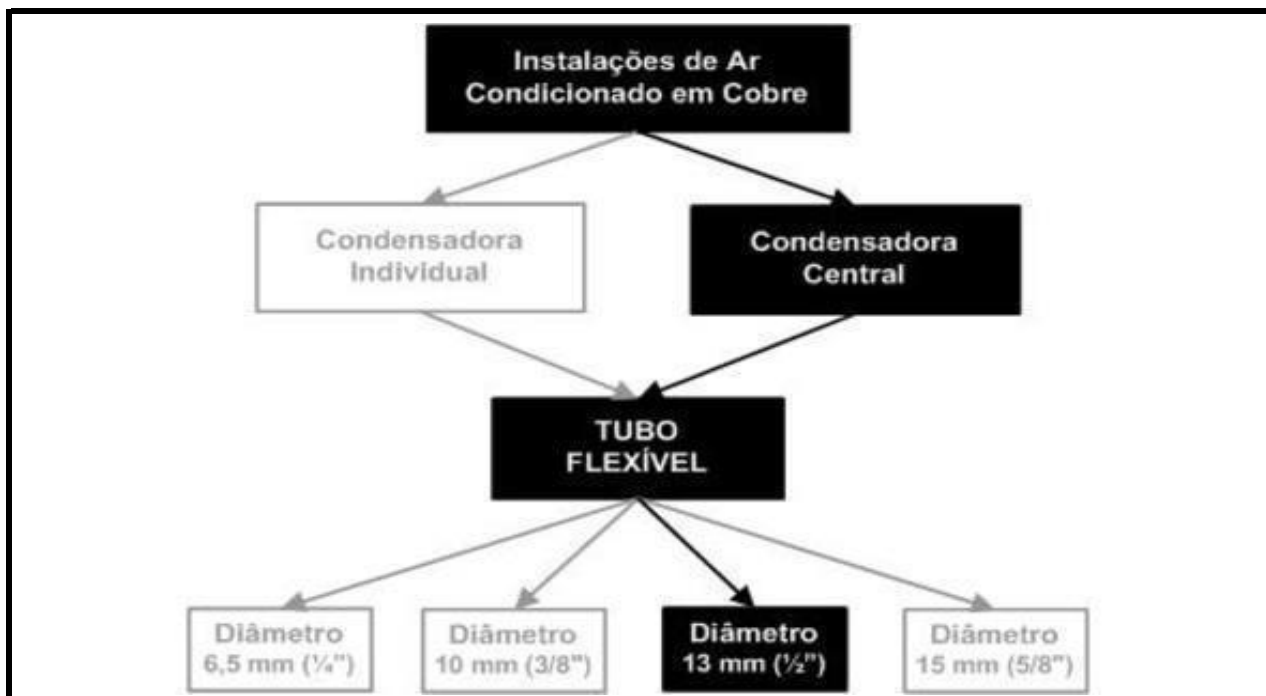 Instalações de Ar
Condicionado em Cobre
Condensadora
Individual
Condensadora
Central
TUBO
FLEXÍVEL
Diâmetro
6,5 mm (¼")
Diâmetro
10 mm (3/8")
Diâmetro
13 mm (½")
Diâmetro
15 mm (5/8")